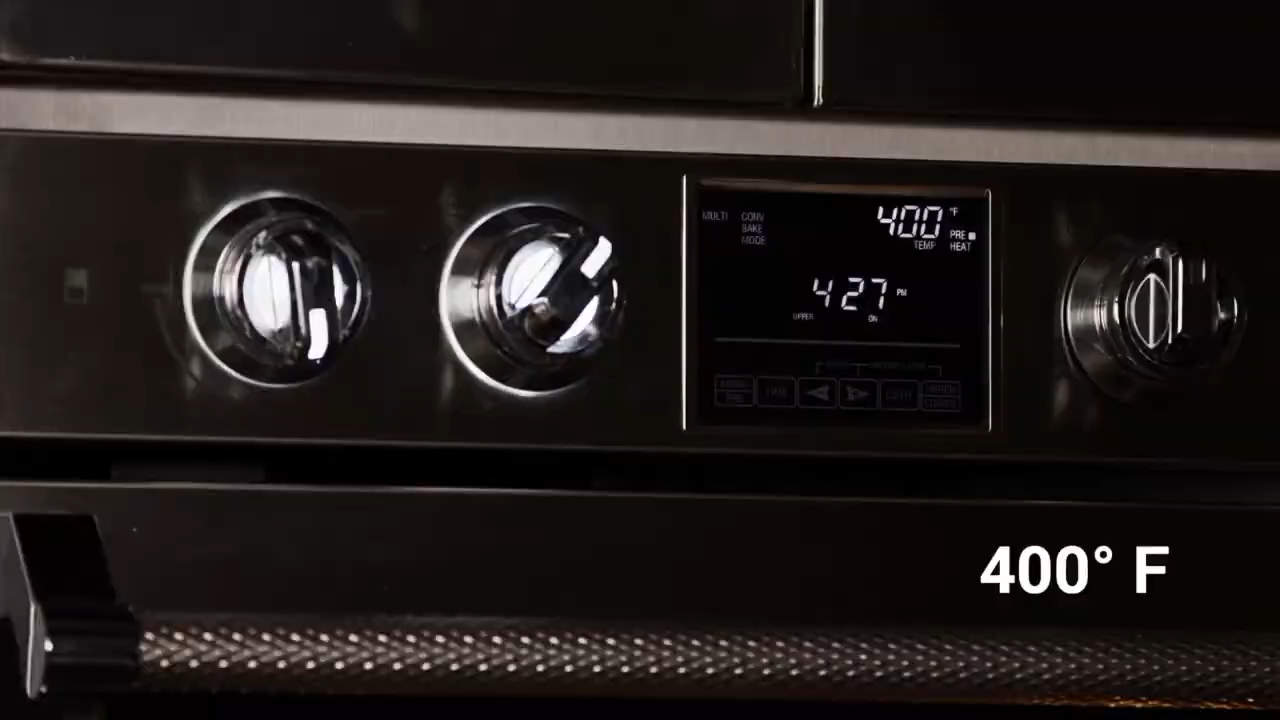 MULTI
CONV
BAKE
MODE
400 °F
TEMP
PRE
HEAT
4 27 PM
UPPER
ON
400° F